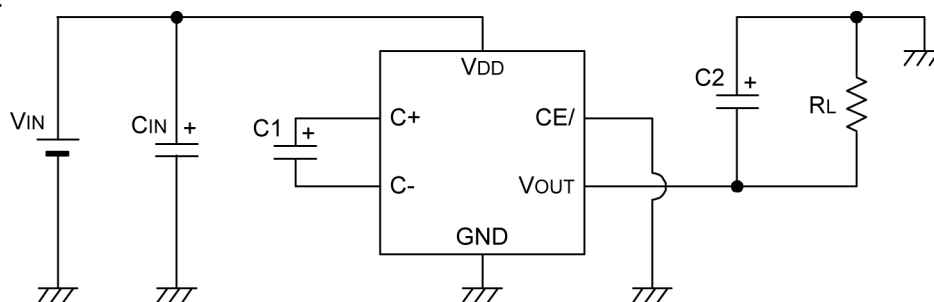 VDD
C2 +
VIN
CIN +
C1 +
C+
CE/
RL
C-
VOUT
GND